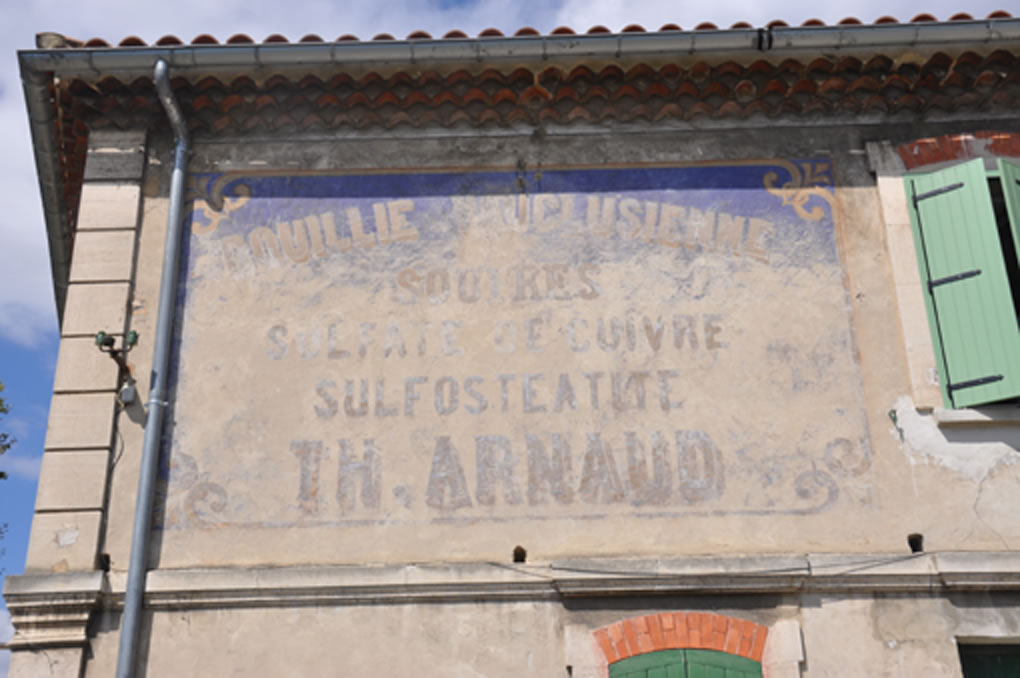 BOUILLIE VAUCLUSIENNE
SOUFRES
SULFATE DE CUIVRE
SULFOSTEATITE
TH. ARNAUD